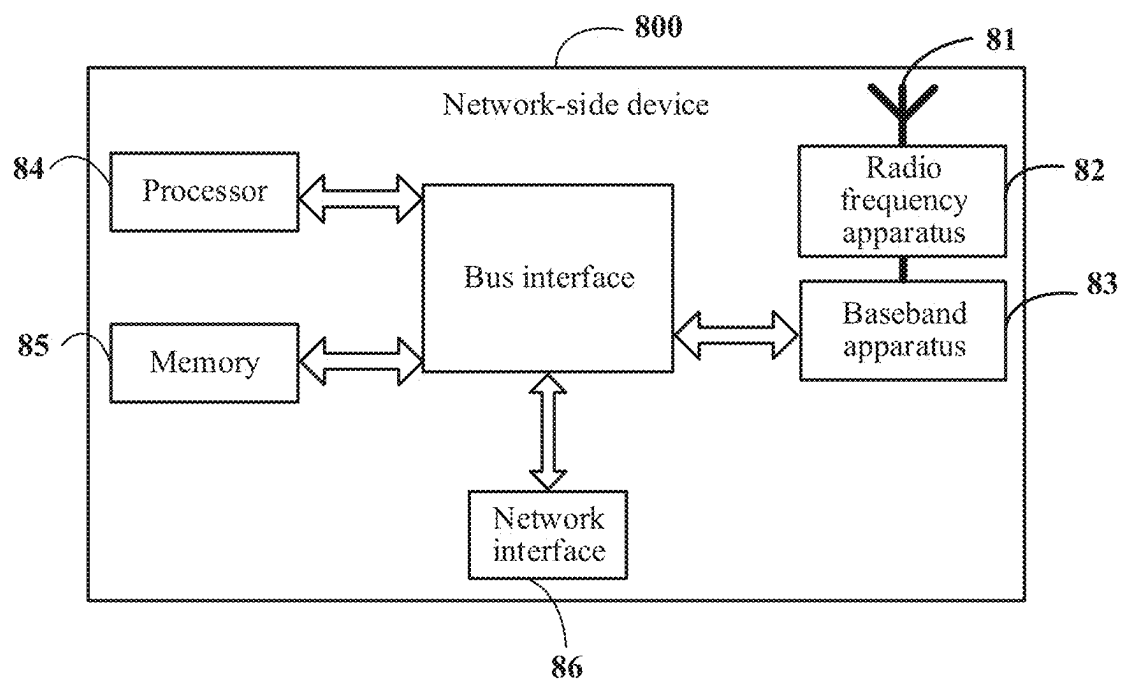 800
81
Network-side device
84
Processor
Radio
frequency
apparatus
82
Bus interface
83
Baseband
apparatus
85
Memory
Network
interface
86